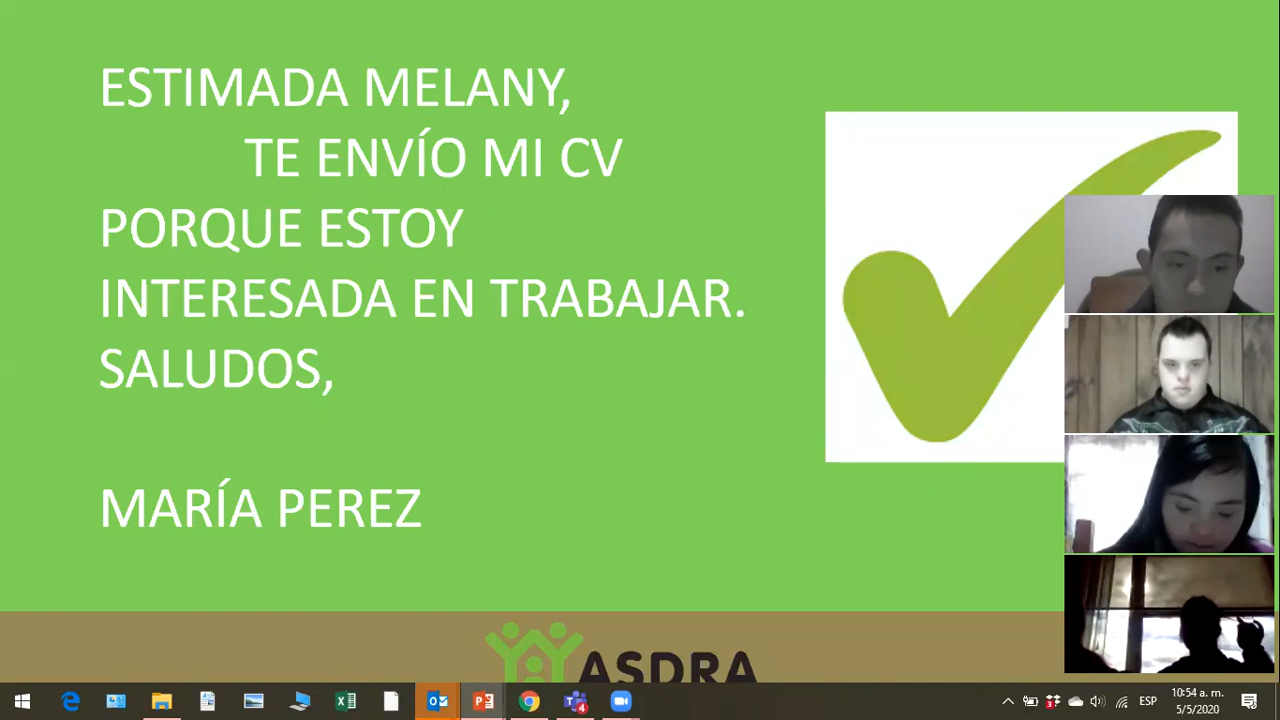 ESTIMADA MELANY,
TE ENVÍO MI CV
PORQUE ESTOY
INTERESADA EN TRABAJAR.
SALUDOS,
MARÍA PEREZ
ASDRA
ESP
10:54 a. m.
5/5/2020